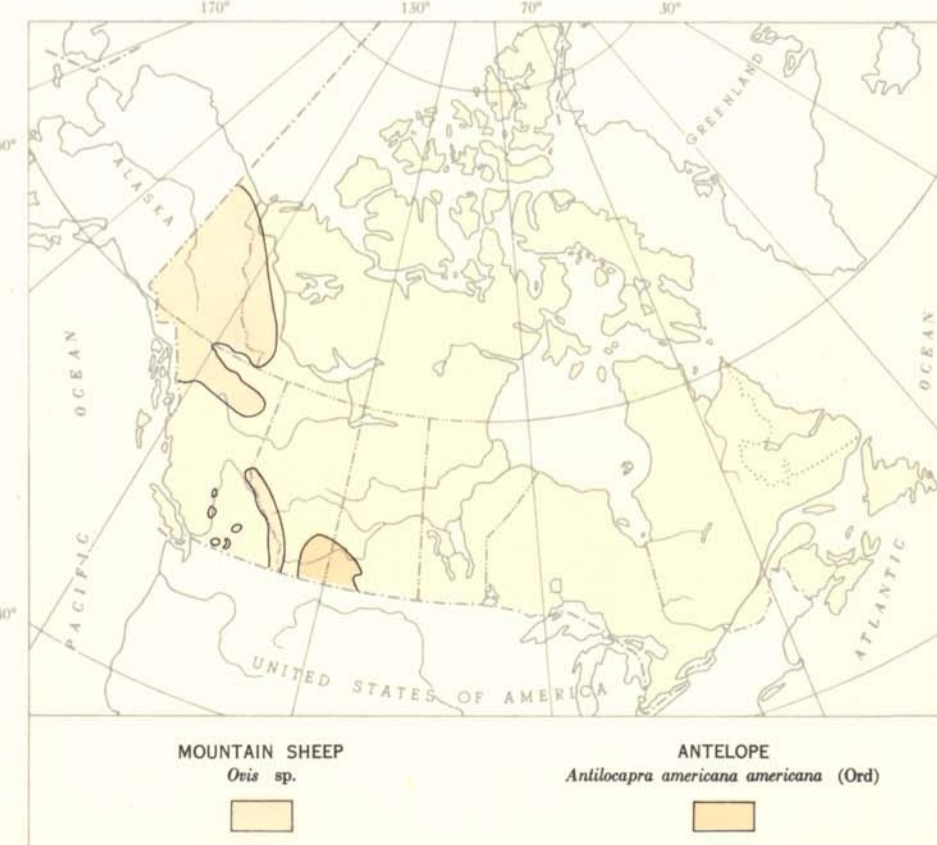 170° 130° 70° 30°
GREENLAND
ALASKA
OCEAN
OCEAN
PACIFIC
ATLANTIC
UNITED STATES OF AMERICA
MOUNTAIN SHEEP
Ovis sp.
ANTELOPE
Antilocapra americana americana (Ord)